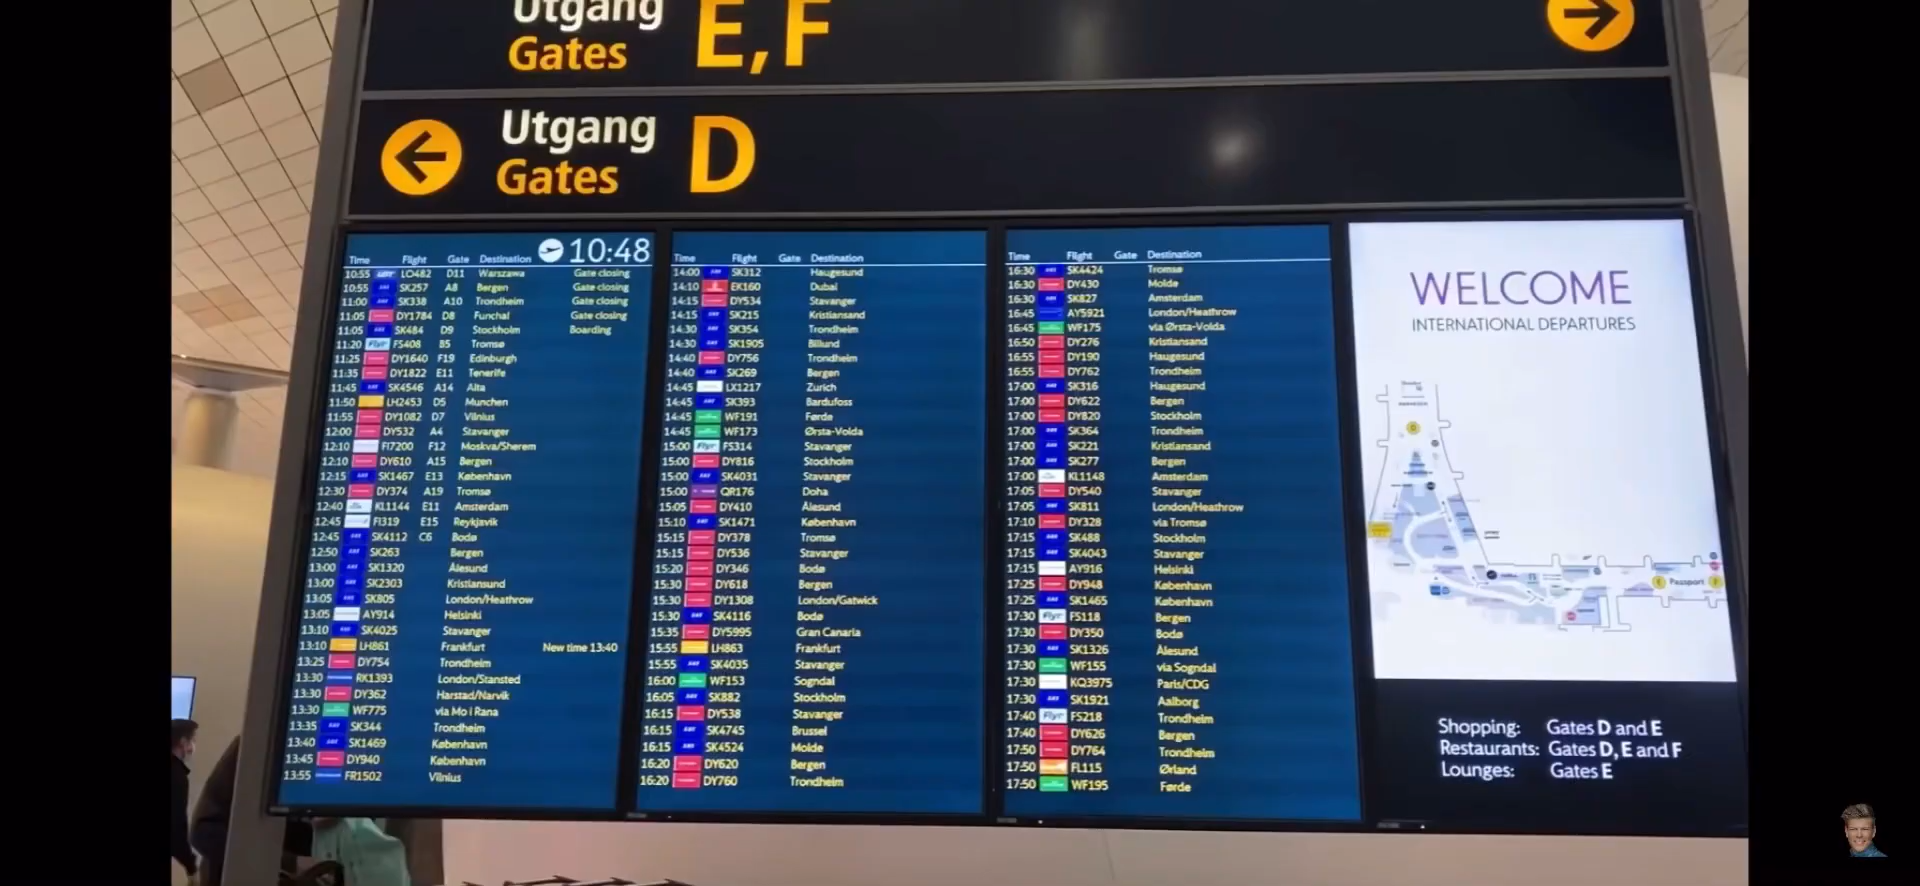 Utgang
Gates E, F
Utgang
Gates D
10:48
Time Flight Gate Destination
10:55 LO482 D11 Warszawa Gate closing
10:55 SK257 A8 Bergen Gate closing
11:00 SK338 A10 Trondheim Gate closing
11:05 DY1784 D8 Funchal Gate closing
11:05 SK484 D9 Stockholm Boarding
11:20 Flyr FS408 B5 Tromsø
11:25 DY1640 F19 Edinburgh
11:35 DY1822 E11 Tenerife
11:45 SK4546 A14 Alta
11:50 LH2453 D5 Munchen
11:55 DY1082 D7 Vilnius
12:00 DY532 A4 Stavanger
12:10 FI7200 F12 Moskva/Sherem
12:10 DY610 A15 Bergen
12:15 SK1467 E13 København
12:30 DY374 A19 Tromsø
12:40 KL1144 E11 Amsterdam
12:45 FI319 E15 Reykjavik
12:45 SK4112 C6 Bodø
12:50 SK263 Bergen
13:00 SK1320 Ålesund
13:00 SK2303 Kristiansund
13:05 SK805 London/Heathrow
13:05 AY914 Helsinki
13:10 SK4025 Stavanger
13:10 LH861 Frankfurt New time 13:40
13:25 DY754 Trondheim
13:30 RK1393 London/Stansted
13:30 DY362 Harstad/Narvik
13:30 WF775 via Mo i Rana
13:35 SK344 Trondheim
13:40 SK1469 København
13:45 DY940 København
13:55 FR1502 Vilnius
Time Flight Gate Destination
14:00 SK312 Haugesund
14:10 EK160 Dubai
14:15 DY534 Stavanger
14:15 SK215 Kristiansand
14:30 SK354 Trondheim
14:30 SK1905 Billund
14:40 DY756 Trondheim
14:40 SK269 Bergen
14:45 LX1217 Zurich
14:45 SK393 Bardufoss
14:45 WF191 Førde
14:45 WF173 Ørsta-Volda
15:00 Flyr FS314 Stavanger
15:00 DY816 Stockholm
15:00 SK4031 Stavanger
15:00 QR176 Doha
15:05 DY410 Ålesund
15:10 SK1471 København
15:15 DY378 Tromsø
15:15 DY536 Stavanger
15:20 DY346 Bodø
15:30 DY618 Bergen
15:30 DY1308 London/Gatwick
15:30 SK4116 Bodø
15:35 DY5995 Gran Canaria
15:55 LH863 Frankfurt
15:55 SK4035 Stavanger
16:00 WF153 Sogndal
16:05 SK882 Stockholm
16:15 DY538 Stavanger
16:15 SK4745 Brussel
16:15 SK4524 Molde
16:20 DY620 Bergen
16:20 DY760 Trondheim
Time Flight Gate Destination
16:30 SK4424 Tromsø
16:30 DY430 Molde
16:30 SK827 Amsterdam
16:45 AY5921 London/Heathrow
16:45 WF175 via Ørsta-Volda
16:50 DY276 Kristiansand
16:55 DY190 Haugesund
16:55 DY762 Trondheim
17:00 SK316 Haugesund
17:00 DY622 Bergen
17:00 DY820 Stockholm
17:00 SK364 Trondheim
17:00 SK221 Kristiansand
17:00 SK277 Bergen
17:00 KL1148 Amsterdam
17:05 DY540 Stavanger
17:05 SK811 London/Heathrow
17:10 DY328 via Tromsø
17:15 SK488 Stockholm
17:15 SK4043 Stavanger
17:15 AY916 Helsinki
17:25 DY948 København
17:25 SK1465 København
17:30 Flyr FS118 Bergen
17:30 DY350 Bodø
17:30 SK1326 Ålesund
17:30 WF155 via Sogndal
17:30 KQ3975 Paris/CDG
17:30 SK1921 Aalborg
17:40 Flyr FS218 Trondheim
17:40 DY626 Bergen
17:50 DY764 Trondheim
17:50 FL115 Ørland
17:50 WF195 Førde
WELCOME
INTERNATIONAL DEPARTURES
E Passport F
Shopping: Gates D and E
Restaurants: Gates D, E and F
Lounges: Gates E